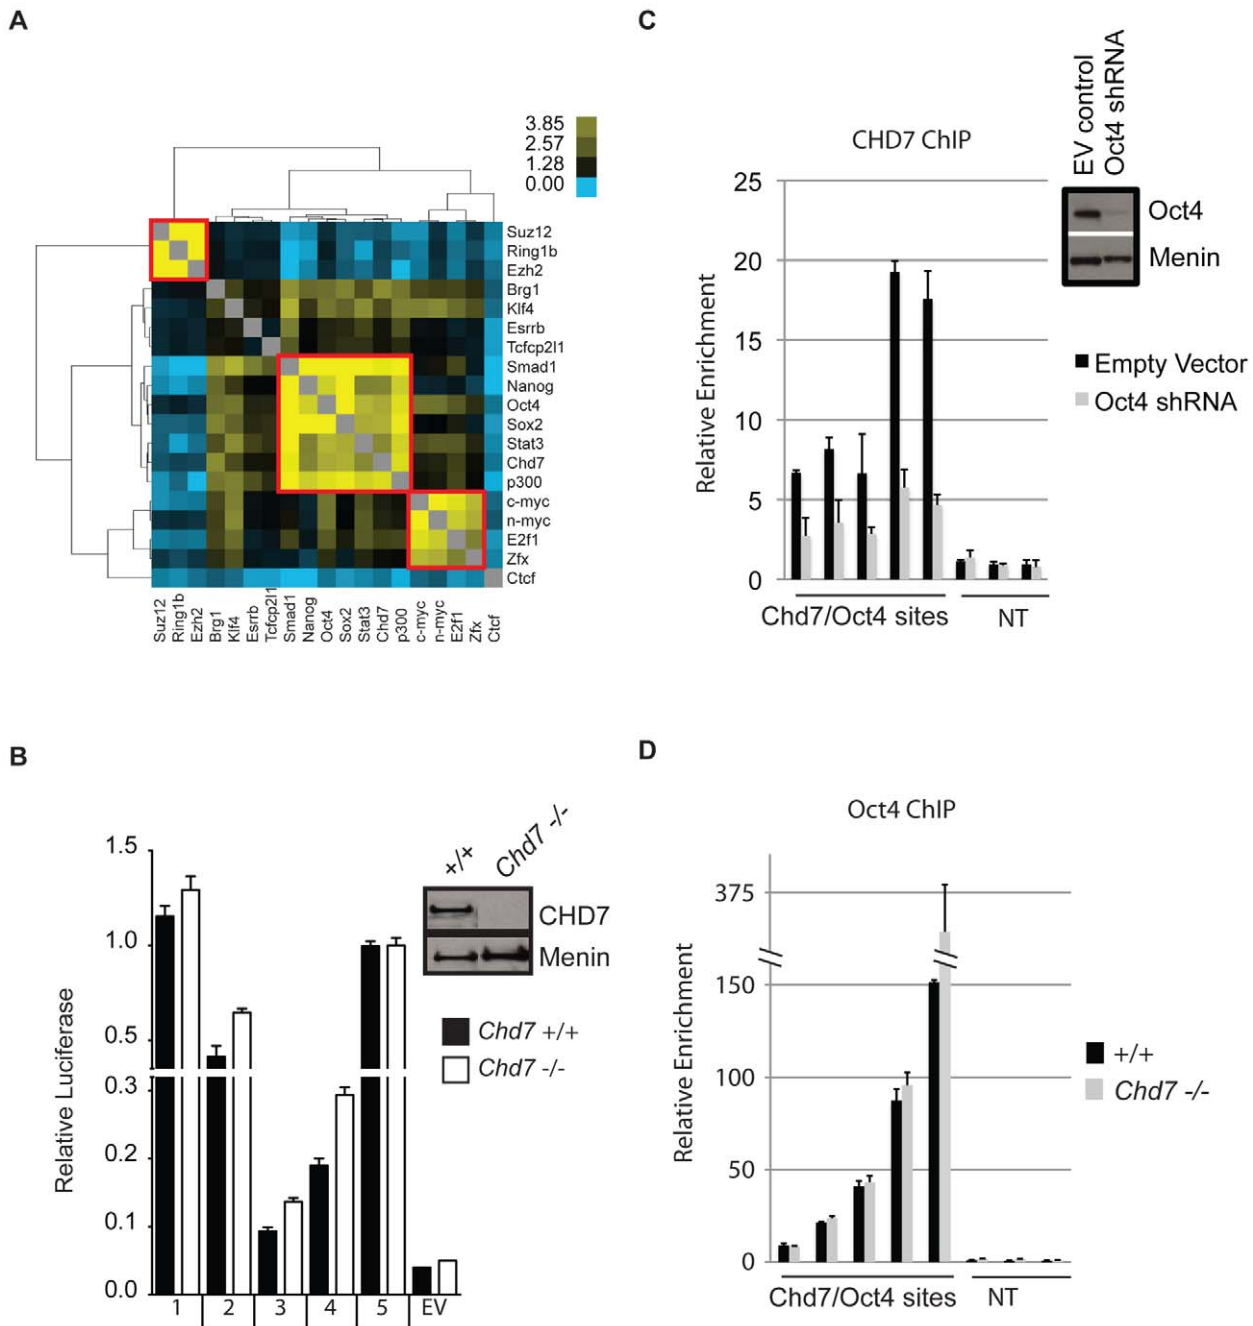 A
3.85
2.57
1.28
0.00
Suz12
Ring1b
Ezh2
Brg1
Klf4
Esrrb
Tcfcp2l1
Smad1
Nanog
Oct4
Sox2
Stat3
Chd7
p300
c-myc
n-myc
E2f1
Zfx
Ctcf
Suz12
Ring1b
Ezh2
Brg1
Klf4
Esrrb
Tcfcp2l1
Smad1
Nanog
Oct4
Sox2
Stat3
Chd7
p300
c-myc
n-myc
E2f1
Zfx
Ctcf
C
CHD7 ChIP
EV control
Oct4 shRNA
Oct4
Menin
Relative Enrichment
25
20
15
10
5
0
Empty Vector
Oct4 shRNA
Chd7/Oct4 sites
NT
B
+/+
Chd7 -/-
CHD7
Menin
Relative Luciferase
1.5
1.0
0.5
0.3
0.2
0.1
0.0
Chd7 +/+
Chd7 -/-
1 2 3 4 5 EV
D
Oct4 ChIP
Relative Enrichment
375
150
100
50
0
+/+
Chd7 -/-
Chd7/Oct4 sites
NT